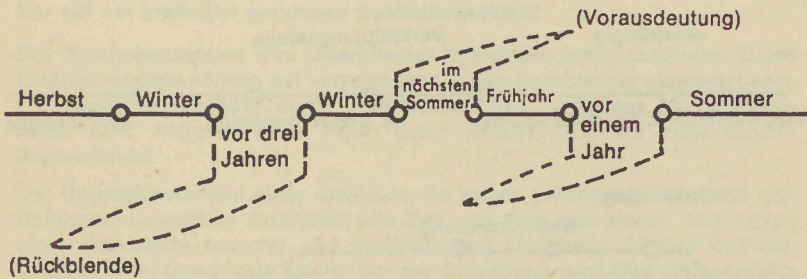 (Vorausdeutung)
Herbst Winter Winter im nächsten Sommer Frühjahr vor einem Jahr Sommer
vor drei
Jahren
(Rückblende)